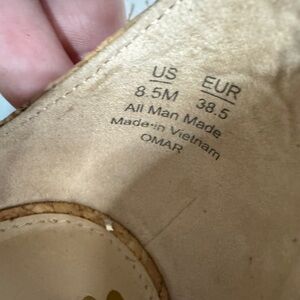 US EUR
8.5M 38.5
All Man Made
Made in Vietnam
OMAR